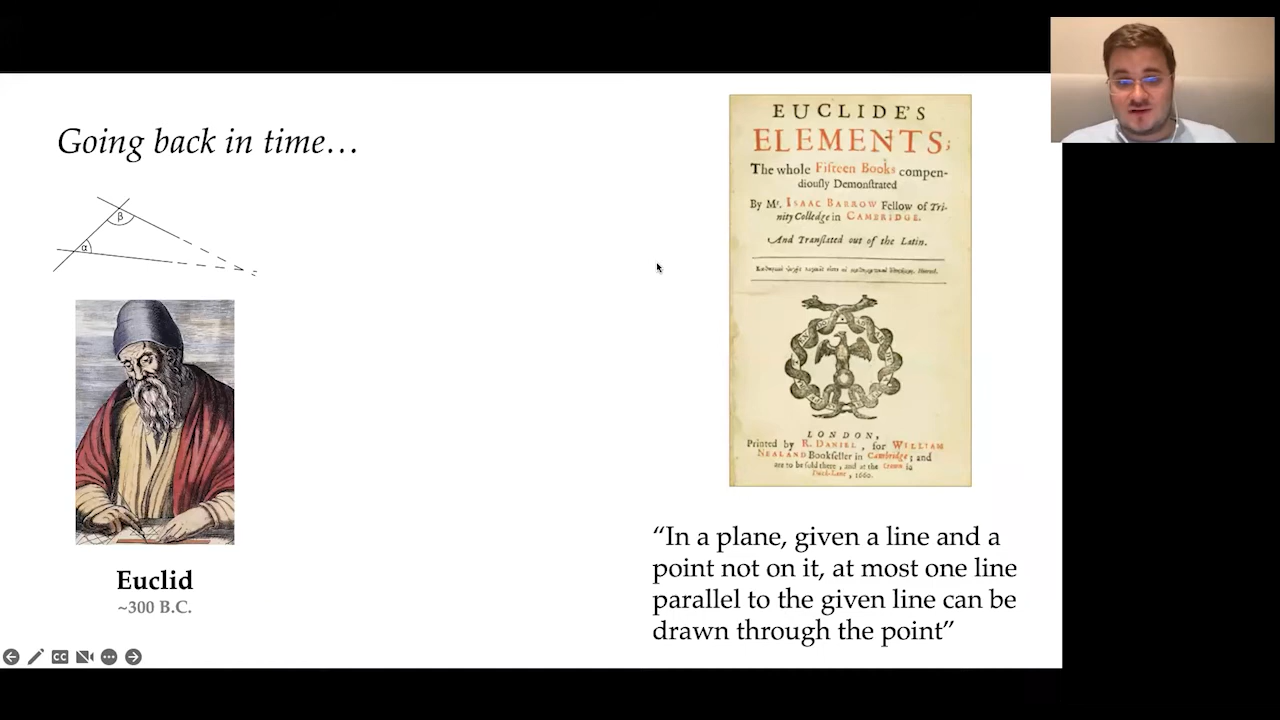 Going back in time…
β
α
Euclid
~300 B.C.
EUCLIDE'S
ELEMENTS;
The whole Fifteen Books compen-
diouſly Demonſtrated
By Mr. ISAAC BARROW Fellow of Tri-
nity Colledge in CAMBRIDGE.
And Tranſlated out of the Latin.
LONDON,
Printed by R. DANIEL, for WILLIAM
NEALAND Bookſeller in Cambridge; and
are to be ſold there, and at the Crown in
Duck-Lane, 1660.
“In a plane, given a line and a
point not on it, at most one line
parallel to the given line can be
drawn through the point”
CC